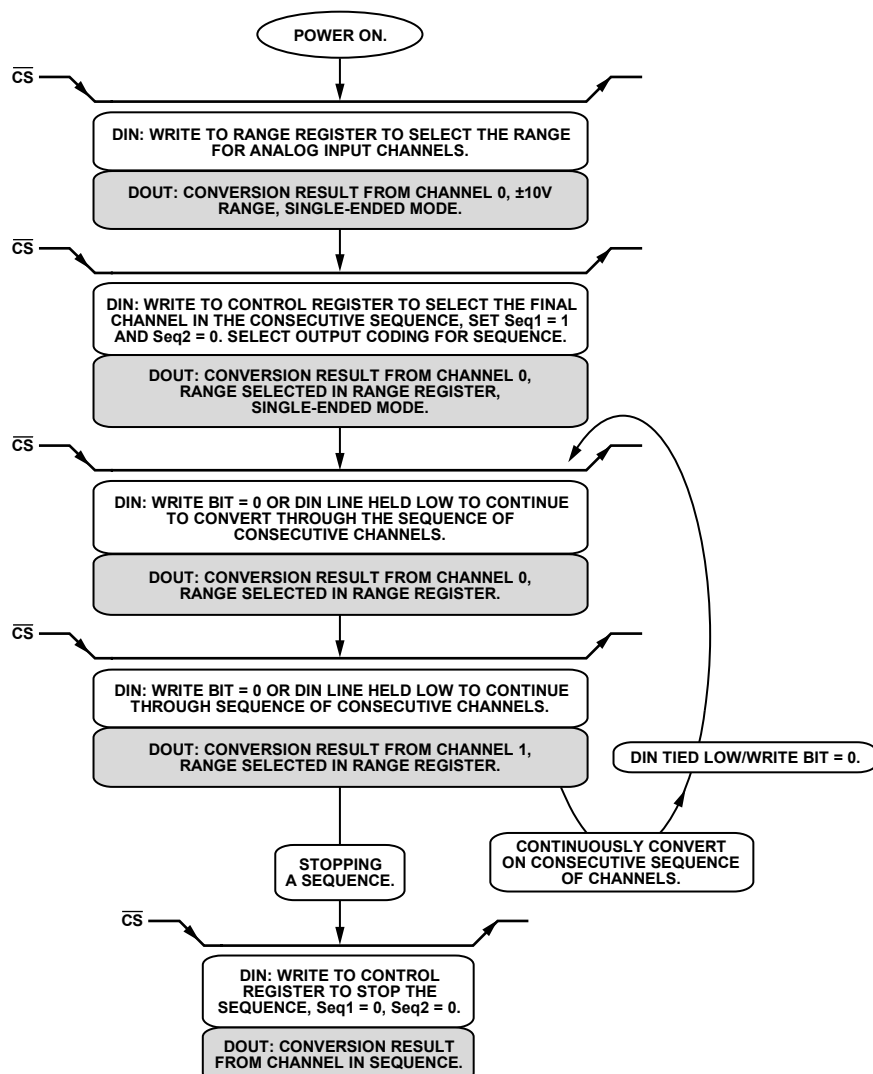 POWER ON.
CS
DIN: WRITE TO RANGE REGISTER TO SELECT THE RANGE
FOR ANALOG INPUT CHANNELS.
DOUT: CONVERSION RESULT FROM CHANNEL 0, ±10V
RANGE, SINGLE-ENDED MODE.
CS
DIN: WRITE TO CONTROL REGISTER TO SELECT THE FINAL
CHANNEL IN THE CONSECUTIVE SEQUENCE, SET Seq1 = 1
AND Seq2 = 0. SELECT OUTPUT CODING FOR SEQUENCE.
DOUT: CONVERSION RESULT FROM CHANNEL 0,
RANGE SELECTED IN RANGE REGISTER,
SINGLE-ENDED MODE.
CS
DIN: WRITE BIT = 0 OR DIN LINE HELD LOW TO CONTINUE
TO CONVERT THROUGH THE SEQUENCE OF
CONSECUTIVE CHANNELS.
DOUT: CONVERSION RESULT FROM CHANNEL 0,
RANGE SELECTED IN RANGE REGISTER.
CS
DIN: WRITE BIT = 0 OR DIN LINE HELD LOW TO CONTINUE
THROUGH SEQUENCE OF CONSECUTIVE CHANNELS.
DOUT: CONVERSION RESULT FROM CHANNEL 1,
RANGE SELECTED IN RANGE REGISTER.
DIN TIED LOW/WRITE BIT = 0.
STOPPING
A SEQUENCE.
CONTINUOUSLY CONVERT
ON CONSECUTIVE SEQUENCE
OF CHANNELS.
CS
DIN: WRITE TO CONTROL
REGISTER TO STOP THE
SEQUENCE, Seq1 = 0, Seq2 = 0.
DOUT: CONVERSION RESULT
FROM CHANNEL IN SEQUENCE.